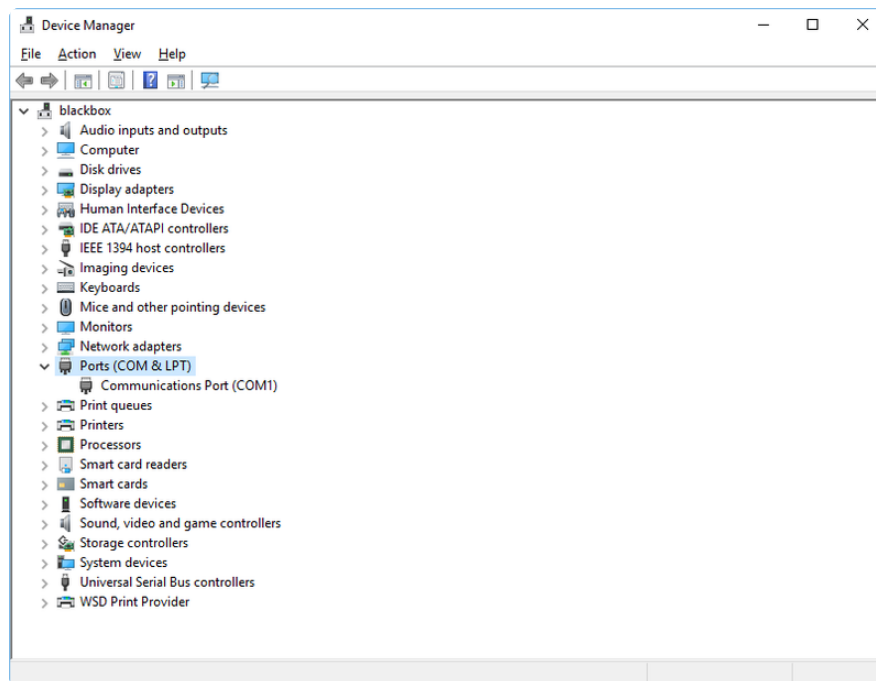 Device Manager
File Action View Help
blackbox
Audio inputs and outputs
Computer
Disk drives
Display adapters
Human Interface Devices
IDE ATA/ATAPI controllers
IEEE 1394 host controllers
Imaging devices
Keyboards
Mice and other pointing devices
Monitors
Network adapters
Ports (COM & LPT)
Communications Port (COM1)
Print queues
Printers
Processors
Smart card readers
Smart cards
Software devices
Sound, video and game controllers
Storage controllers
System devices
Universal Serial Bus controllers
WSD Print Provider